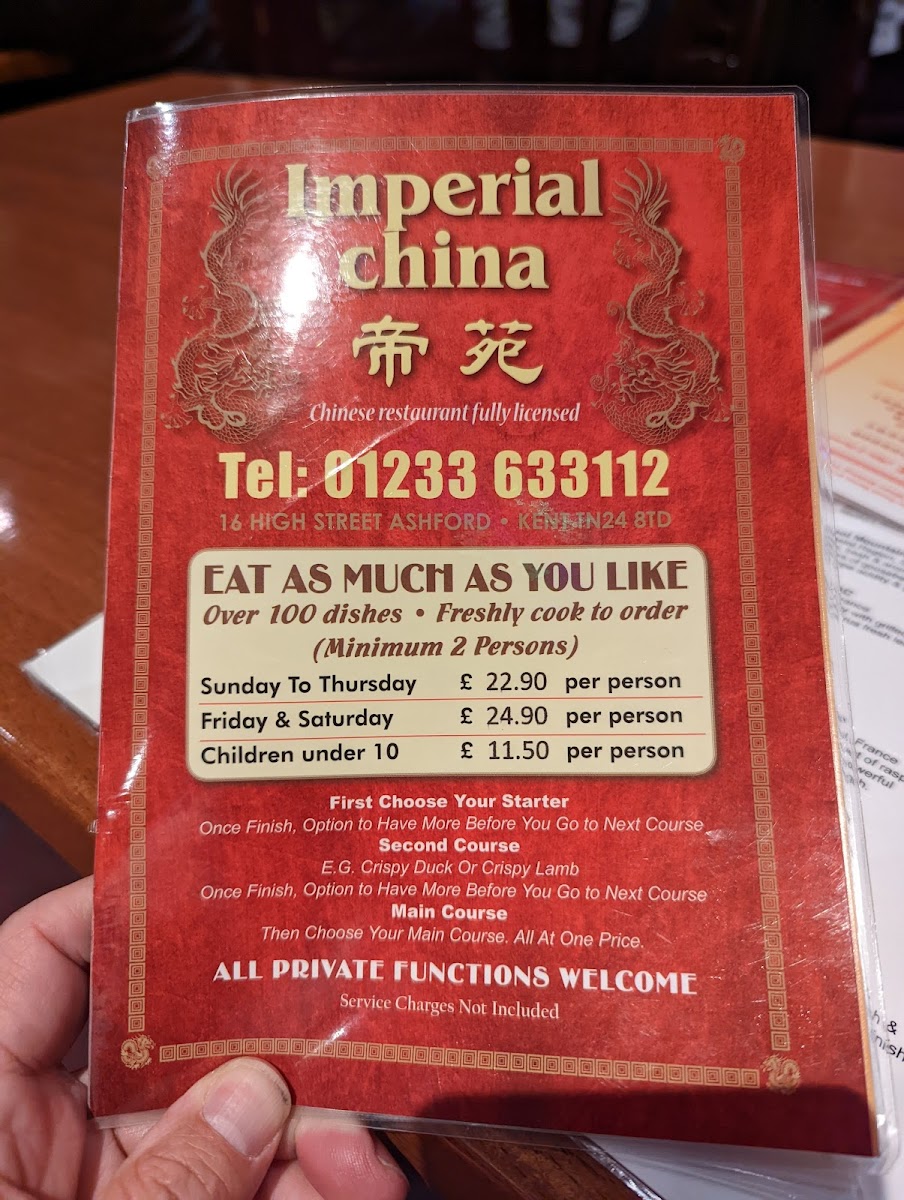 Imperial
china
帝苑
Chinese restaurant fully licensed
Tel: 01233 633112
16 HIGH STREET ASHFORD • KENT TN24 8TD
EAT AS MUCH AS YOU LIKE
Over 100 dishes • Freshly cook to order
(Minimum 2 Persons)
Sunday To Thursday £ 22.90 per person
Friday & Saturday £ 24.90 per person
Children under 10 £ 11.50 per person
First Choose Your Starter
Once Finish, Option to Have More Before You Go to Next Course
Second Course
E.G. Crispy Duck Or Crispy Lamb
Once Finish, Option to Have More Before You Go to Next Course
Main Course
Then Choose Your Main Course. All At One Price.
ALL PRIVATE FUNCTIONS WELCOME
Service Charges Not Included
France
of rasp